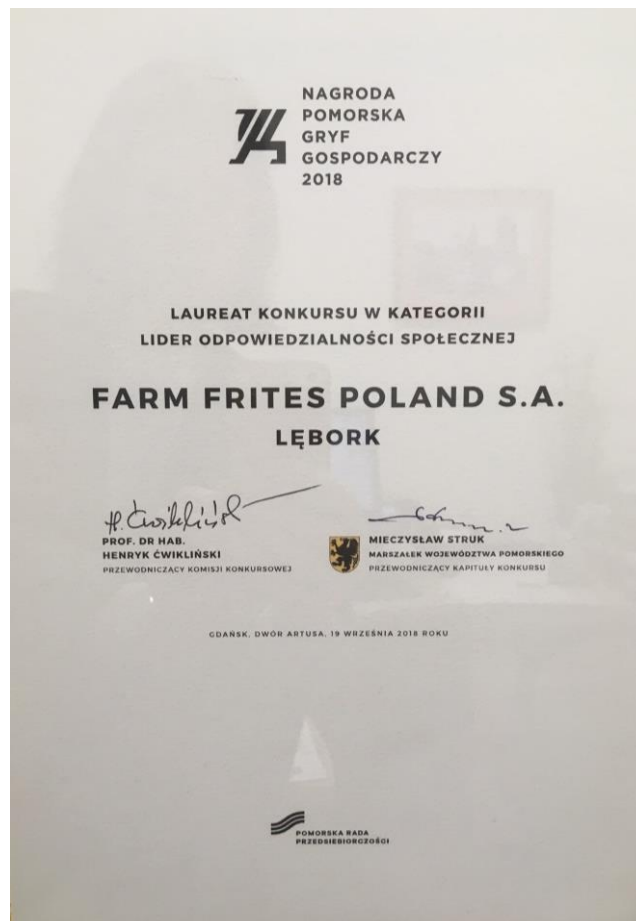 NAGRODA
POMORSKA
GRYF
GOSPODARCZY
2018
LAUREAT KONKURSU W KATEGORII
LIDER ODPOWIEDZIALNOŚCI SPOŁECZNEJ
FARM FRITES POLAND S.A.
LĘBORK
H. Ćwikliński
PROF. DR HAB.
HENRYK ĆWIKLIŃSKI
PRZEWODNICZĄCY KOMISJI KONKURSOWEJ
MIECZYSŁAW STRUK
MARSZAŁEK WOJEWÓDZTWA POMORSKIEGO
PRZEWODNICZĄCY KAPITUŁY KONKURSU
GDAŃSK, DWÓR ARTUSA, 19 WRZEŚNIA 2018 ROKU
POMORSKA RADA
PRZEDSIĘBIORCZOŚCI